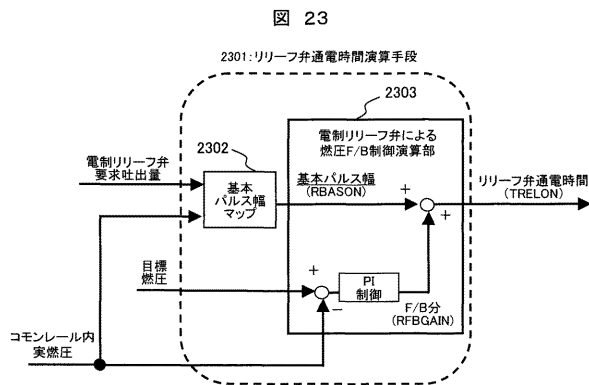 図 23
2301:リリーフ弁通電時間演算手段
2303
電制リリーフ弁による
燃圧F/B制御演算部
2302
電制リリーフ弁
要求吐出量
基本
パルス幅
マップ
基本パルス幅
(RBASON)
+
+
リリーフ弁通電時間
(TRELON)
目標
燃圧
+
−
PI
制御
F/B分
(RFBGAIN)
コモンレール内
実燃圧